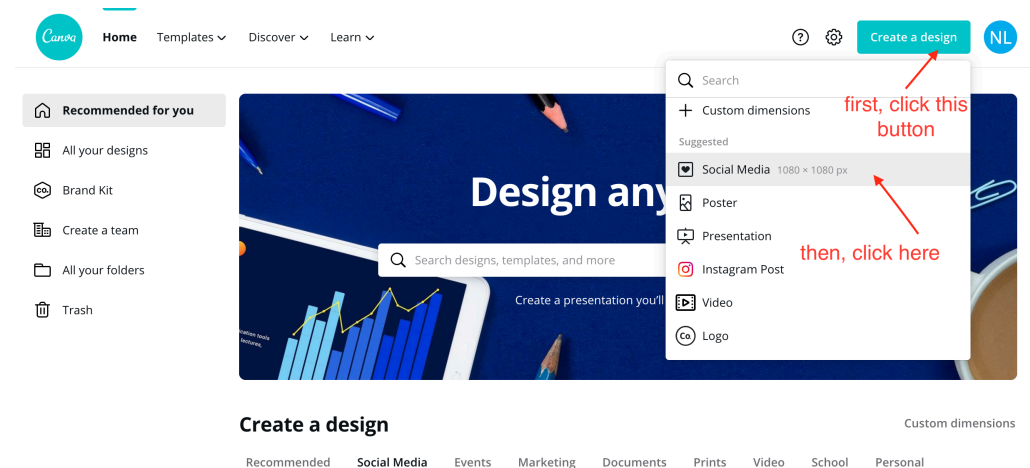 Canva
Home Templates Discover Learn
? Create a design NL
Recommended for you
All your designs
CO. Brand Kit
Create a team
All your folders
Trash
Design any
Search designs, templates, and more
Create a presentation you'll
Search
Custom dimensions
Suggested
Social Media 1080 × 1080 px
Poster
Presentation
Instagram Post
Video
CO. Logo
first, click this
button
then, click here
Create a design
Custom dimensions
Recommended Social Media Events Marketing Documents Prints Video School Personal